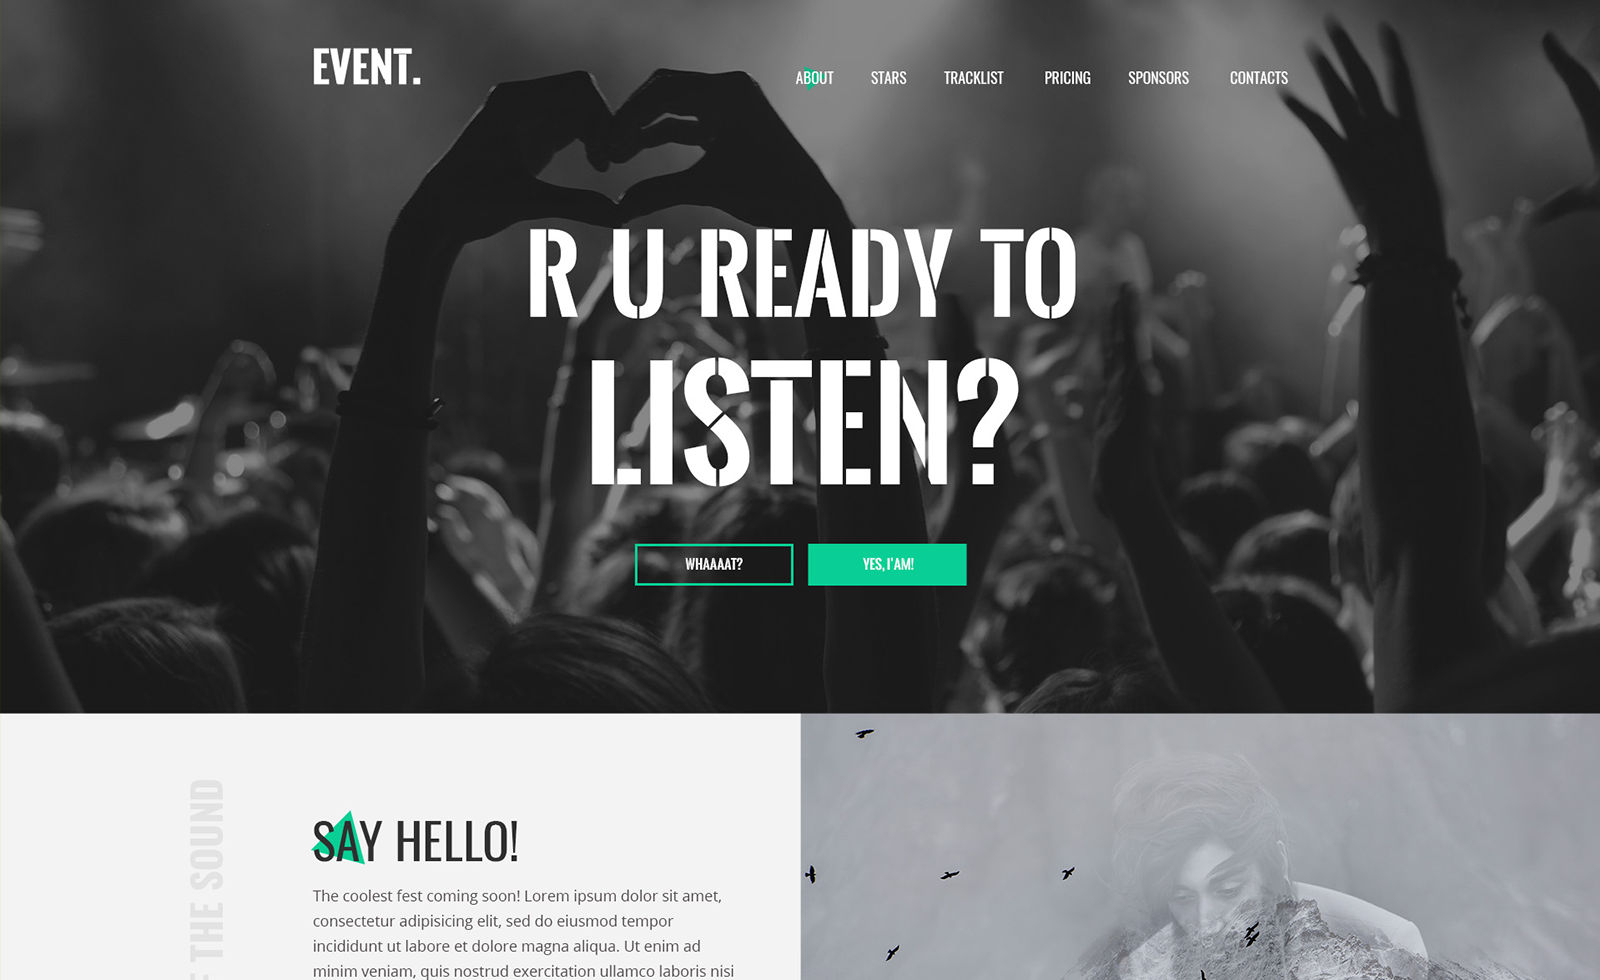 EVENT.
ABOUT STARS TRACKLIST PRICING SPONSORS CONTACTS
R U READY TO
LISTEN?
WHAAAAT? YES, I'AM!
THE SOUND
SAY HELLO!
The coolest fest coming soon! Lorem ipsum dolor sit amet,
consectetur adipisicing elit, sed do eiusmod tempor
incididunt ut labore et dolore magna aliqua. Ut enim ad
minim veniam, quis nostrud exercitation ullamco laboris nisi